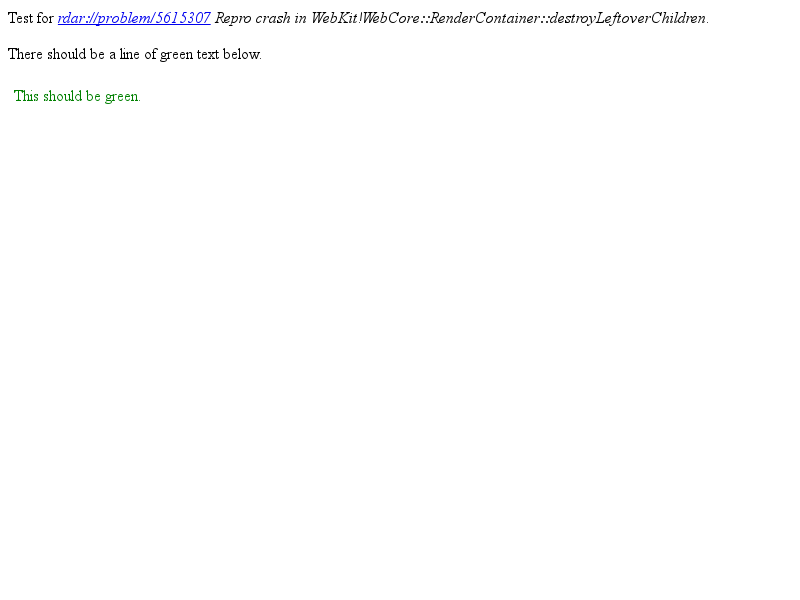 Test for rdar://problem/5615307 Repro crash in WebKit!WebCore::RenderContainer::destroyLeftoverChildren.
There should be a line of green text below.
This should be green.